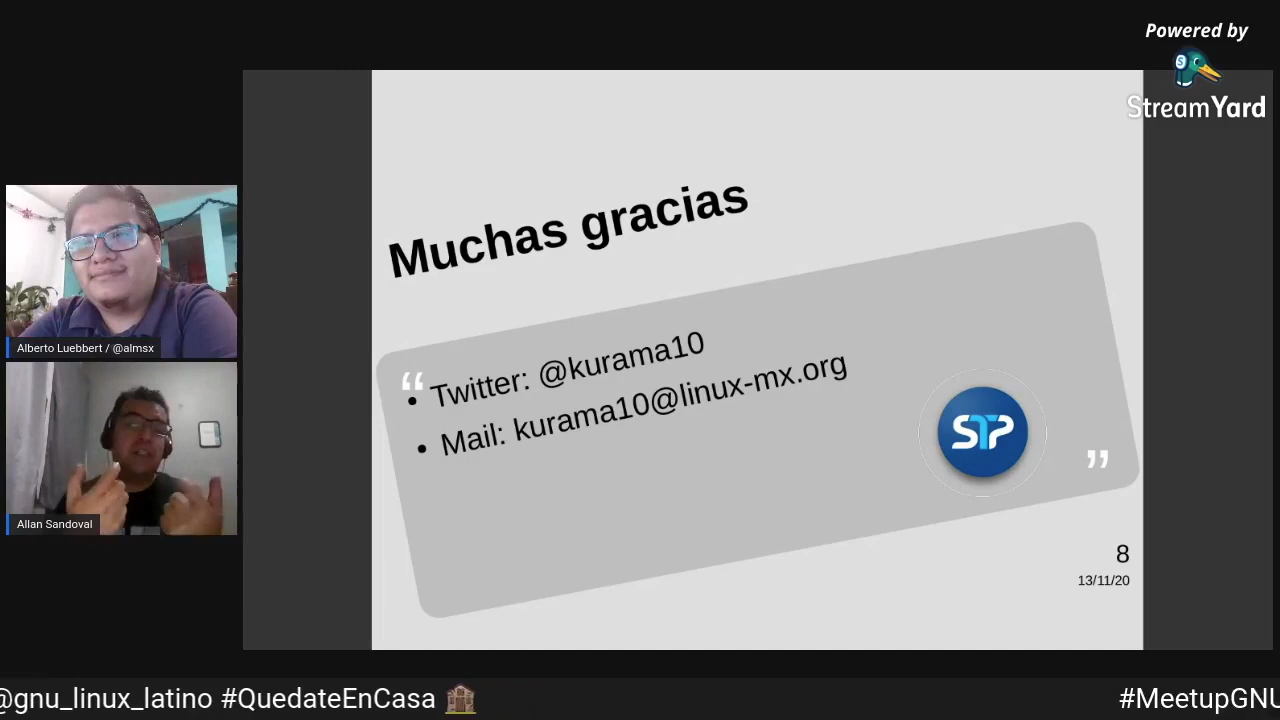 Powered by
StreamYard
Muchas gracias
“
• Twitter: @kurama10
• Mail: kurama10@linux-mx.org
STP
”
8
13/11/20
Alberto Luebbert / @almsx
Allan Sandoval
@gnu_linux_latino #QuedateEnCasa 🏚
#MeetupGNU